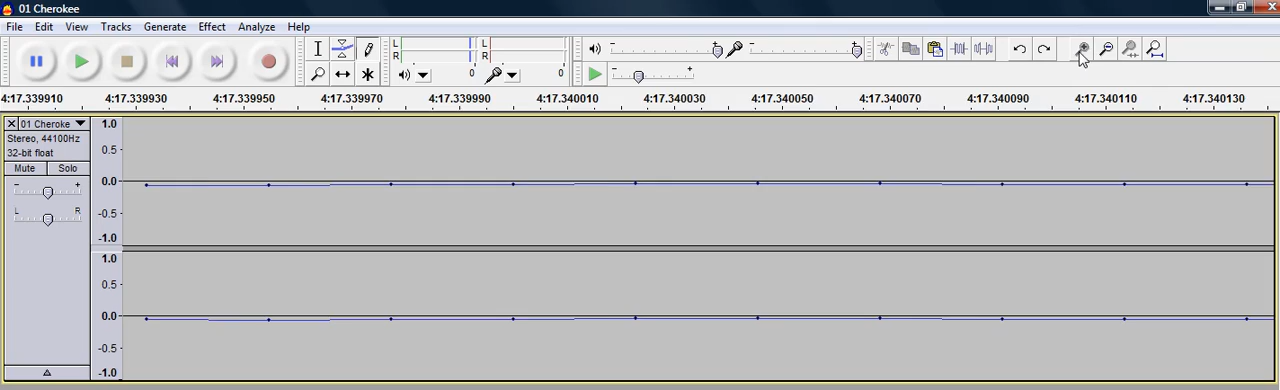 01 Cherokee
File Edit View Tracks Generate Effect Analyze Help
L L
R R
0 0
4:17.339910 4:17.339930 4:17.339950 4:17.339970 4:17.339990 4:17.340010 4:17.340030 4:17.340050 4:17.340070 4:17.340090 4:17.340110 4:17.340130
01 Cheroke
Stereo, 44100Hz
32-bit float
Mute Solo
- +
L R
1.0
0.5
0.0
-0.5
-1.0
1.0
0.5
0.0
-0.5
-1.0